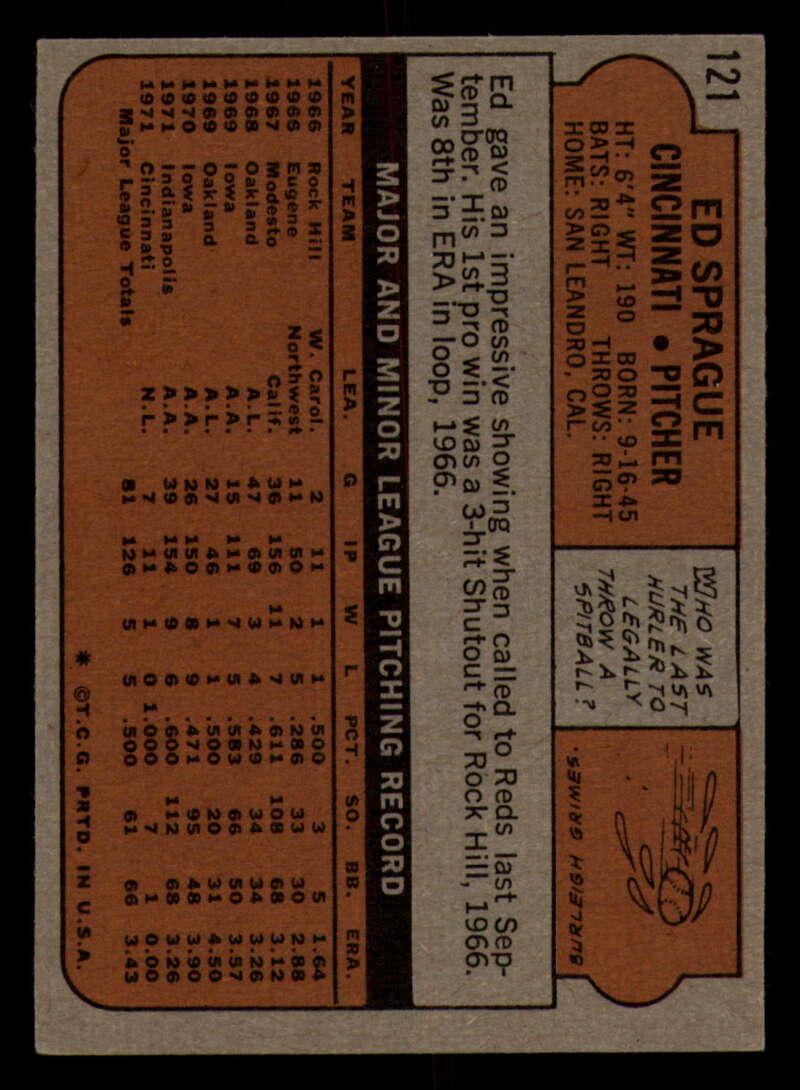 121
ED SPRAGUE
CINCINNATI • PITCHER
HT: 6'4" WT: 190 BORN: 9-16-45
BATS: RIGHT THROWS: RIGHT
HOME: SAN LEANDRO, CAL.
WHO WAS
THE LAST
HURLER TO
LEGALLY
THROW A
SPITBALL?
BURLEIGH GRIMES.
Ed gave an impressive showing when called to Reds last Sep-
tember. His 1st pro win was a 3-hit Shutout for Rock Hill, 1966.
Was 8th in ERA in loop, 1966.
MAJOR AND MINOR LEAGUE PITCHING RECORD
YEAR TEAM LEA. G IP W L PCT. SO. BB. ERA.
1966 Rock Hill W. Carol. 2 11 1 1 .500 3 5 1.64
1966 Eugene Northwest 11 50 2 5 .286 33 30 2.88
1967 Modesto Calif. 36 156 11 7 .611 108 68 3.12
1968 Oakland A.L. 47 69 3 4 .429 34 34 3.26
1969 Iowa A.A. 15 111 7 5 .583 66 50 3.57
1969 Oakland A.L. 27 46 1 1 .500 20 31 4.50
1970 Iowa A.A. 26 150 8 9 .471 95 48 3.90
1971 Indianapolis A.A. 39 154 9 6 .600 112 68 3.26
1971 Cincinnati N.L. 7 11 1 0 1.000 7 1 0.00
Major League Totals 81 126 5 5 .500 61 66 3.43
* ©T.C.G. PRTD. IN U.S.A.